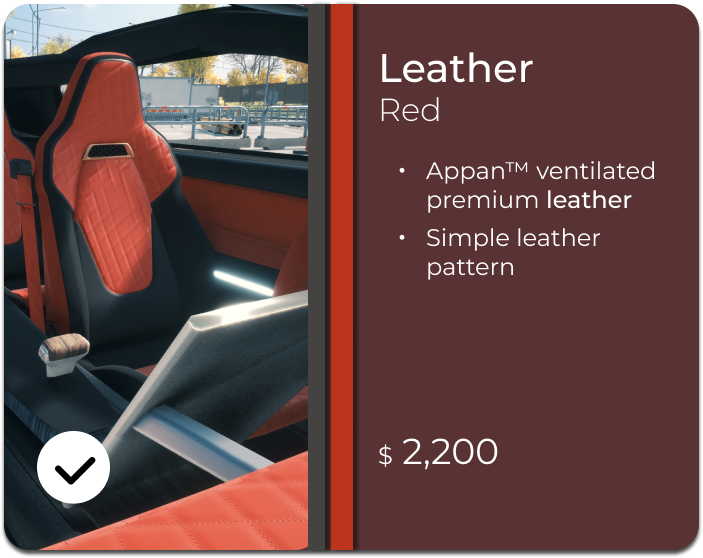 Leather
Red
• Appan™ ventilated
premium leather
• Simple leather
pattern
$ 2,200